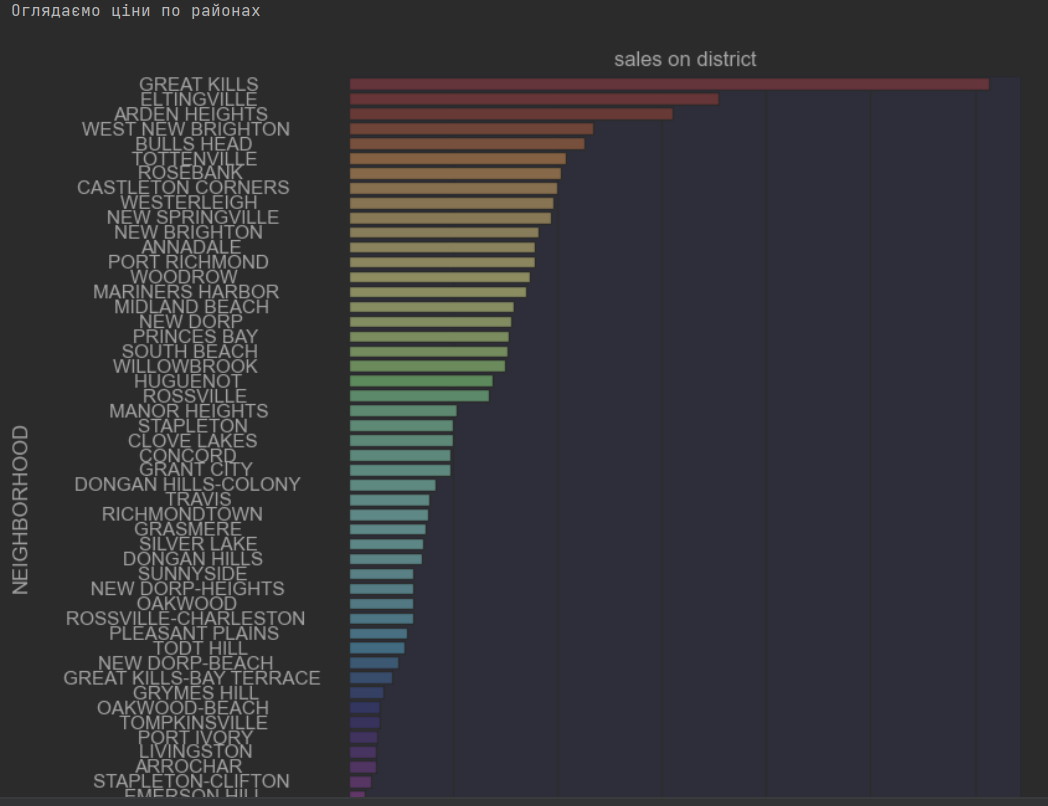 Оглядаємо ціни по районах
sales on district
GREAT KILLS
ELTINGVILLE
ARDEN HEIGHTS
WEST NEW BRIGHTON
BULLS HEAD
TOTTENVILLE
ROSEBANK
CASTLETON CORNERS
WESTERLEIGH
NEW SPRINGVILLE
NEW BRIGHTON
ANNADALE
PORT RICHMOND
WOODROW
MARINERS HARBOR
MIDLAND BEACH
NEW DORP
PRINCES BAY
SOUTH BEACH
WILLOWBROOK
HUGUENOT
ROSSVILLE
MANOR HEIGHTS
STAPLETON
CLOVE LAKES
CONCORD
GRANT CITY
DONGAN HILLS-COLONY
TRAVIS
RICHMONDTOWN
GRASMERE
SILVER LAKE
DONGAN HILLS
SUNNYSIDE
NEW DORP-HEIGHTS
OAKWOOD
ROSSVILLE-CHARLESTON
PLEASANT PLAINS
TODT HILL
NEW DORP-BEACH
GREAT KILLS-BAY TERRACE
GRYMES HILL
OAKWOOD-BEACH
TOMPKINSVILLE
PORT IVORY
LIVINGSTON
ARROCHAR
STAPLETON-CLIFTON
EMERSON HILL
NEIGHBORHOOD